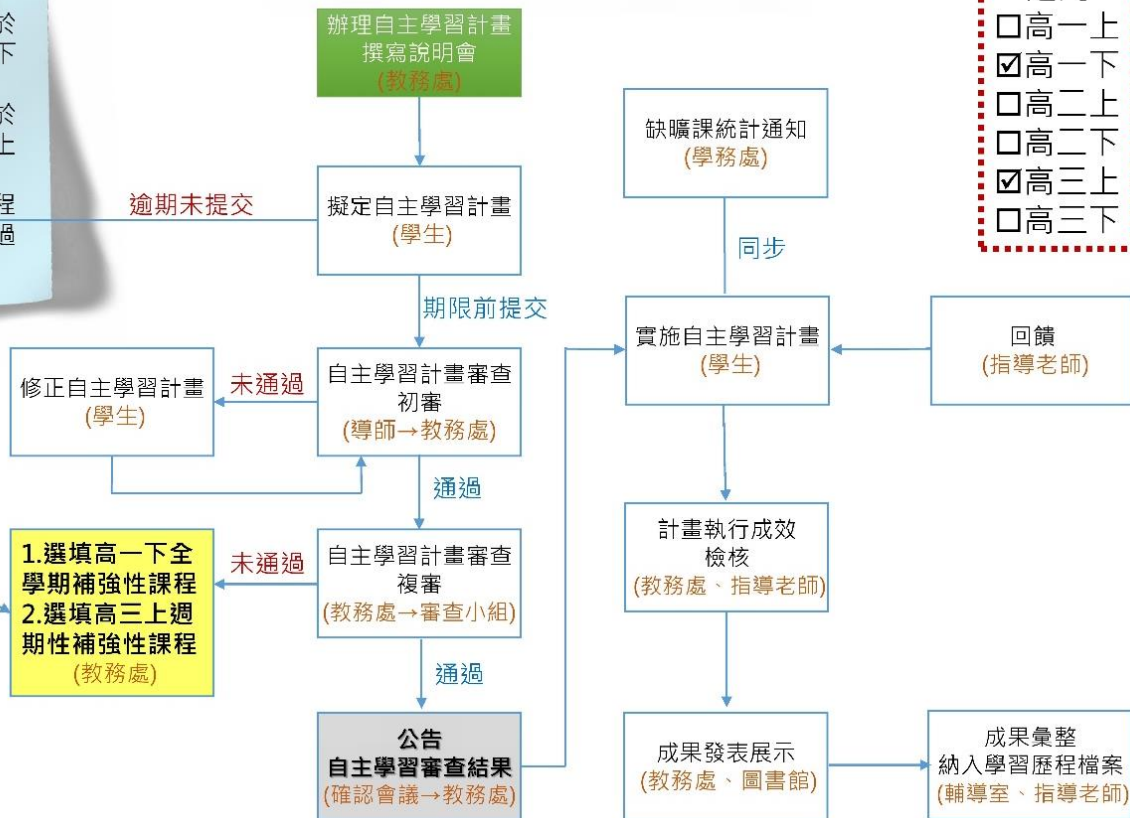 於
下
於
上
程
過
辦理自主學習計畫
撰寫說明會
(教務處)
逾期未提交
擬定自主學習計畫
(學生)
期限前提交
修正自主學習計畫
(學生)
未通過
自主學習計畫審查
初審
(導師→教務處)
通過
1.選填高一下全
學期補強性課程
2.選填高三上週
期性補強性課程
(教務處)
未通過
自主學習計畫審查
複審
(教務處→審查小組)
通過
公告
自主學習審查結果
(確認會議→教務處)
缺曠課統計通知
(學務處)
同步
實施自主學習計畫
(學生)
回饋
(指導老師)
計畫執行成效
檢核
(教務處、指導老師)
成果發表展示
(教務處、圖書館)
成果彙整
納入學習歷程檔案
(輔導室、指導老師)
☐高一上
☑高一下
☐高二上
☐高二下
☑高三上
☐高三下